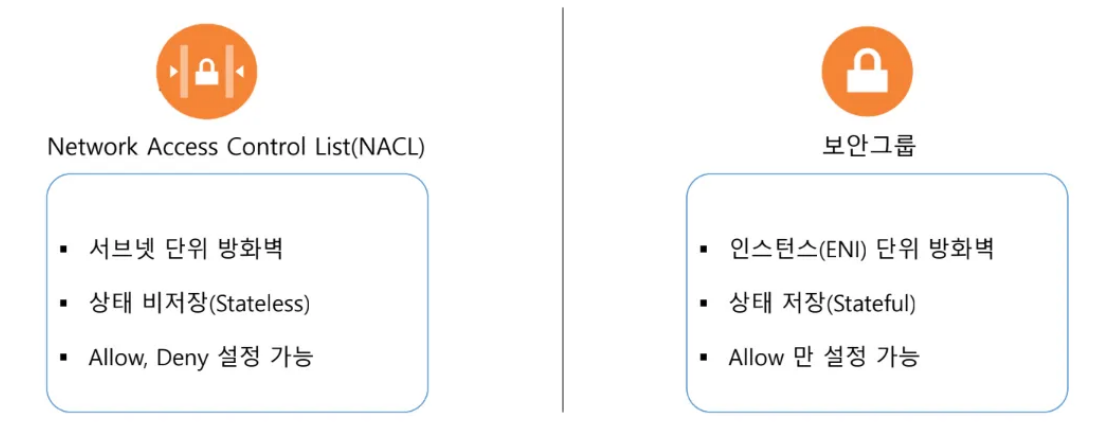 Network Access Control List(NACL)
▪ 서브넷 단위 방화벽
▪ 상태 비저장(Stateless)
▪ Allow, Deny 설정 가능
보안그룹
▪ 인스턴스(ENI) 단위 방화벽
▪ 상태 저장(Stateful)
▪ Allow 만 설정 가능